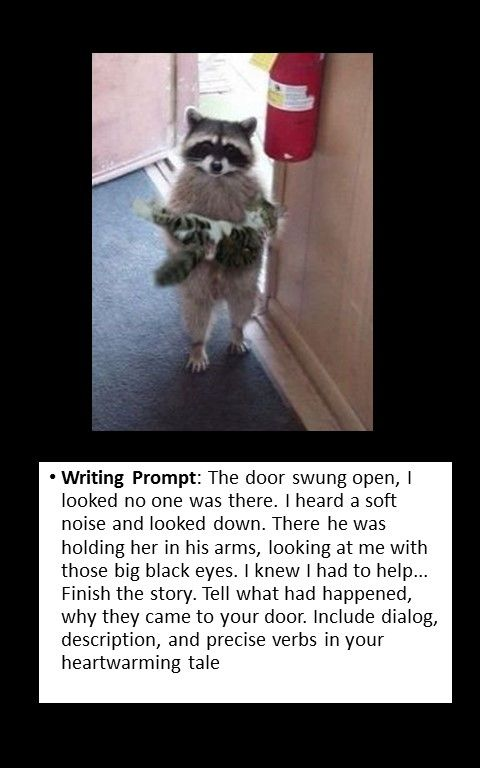 • Writing Prompt: The door swung open, I
looked no one was there. I heard a soft
noise and looked down. There he was
holding her in his arms, looking at me with
those big black eyes. I knew I had to help...
Finish the story. Tell what had happened,
why they came to your door. Include dialog,
description, and precise verbs in your
heartwarming tale